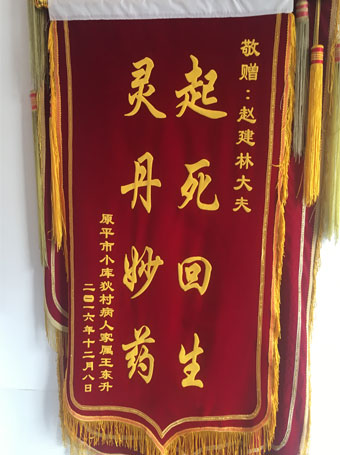 敬赠：赵建林大夫
起死回生
灵丹妙药
原平市小库狄村病人家属王东升
二〇一六年十二月八日